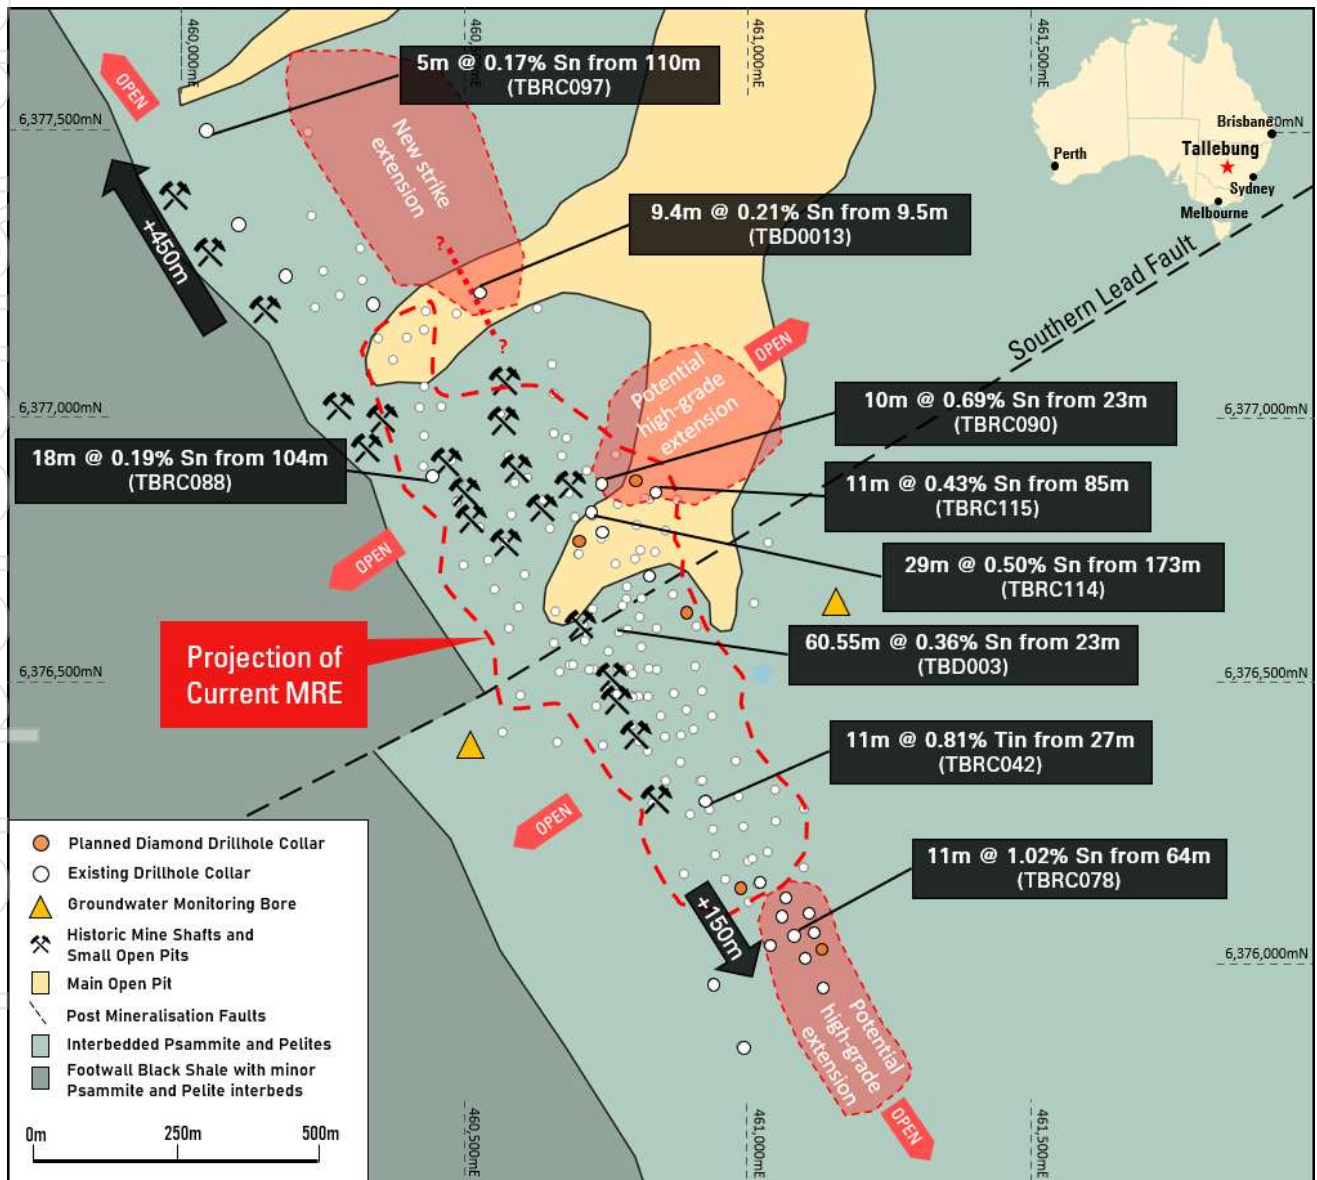 460,000mE
460,500mE
461,000mE
461,500mE
OPEN
5m @ 0.17% Sn from 110m
(TBRC097)
6,377,500mN
Brisbane
Perth
Tallebung
Sydney
Melbourne
New strike
extension
+450m
9.4m @ 0.21% Sn from 9.5m
(TBD0013)
?
?
Southern Lead Fault
OPEN
Potential
high-grade
extension
10m @ 0.69% Sn from 23m
(TBRC090)
6,377,000mN
6,377,000mN
18m @ 0.19% Sn from 104m
(TBRC088)
11m @ 0.43% Sn from 85m
(TBRC115)
OPEN
29m @ 0.50% Sn from 173m
(TBRC114)
Projection of
Current MRE
60.55m @ 0.36% Sn from 23m
(TBD003)
6,376,500mN
6,376,500mN
11m @ 0.81% Tin from 27m
(TBRC042)
OPEN
11m @ 1.02% Sn from 64m
(TBRC078)
+150m
6,376,000mN
Potential
high-grade
extension
OPEN
Planned Diamond Drillhole Collar
Existing Drillhole Collar
Groundwater Monitoring Bore
Historic Mine Shafts and
Small Open Pits
Main Open Pit
Post Mineralisation Faults
Interbedded Psammite and Pelites
Footwall Black Shale with minor
Psammite and Pelite interbeds
0m 250m 500m
460,500mE
461,000mE
461,500mE